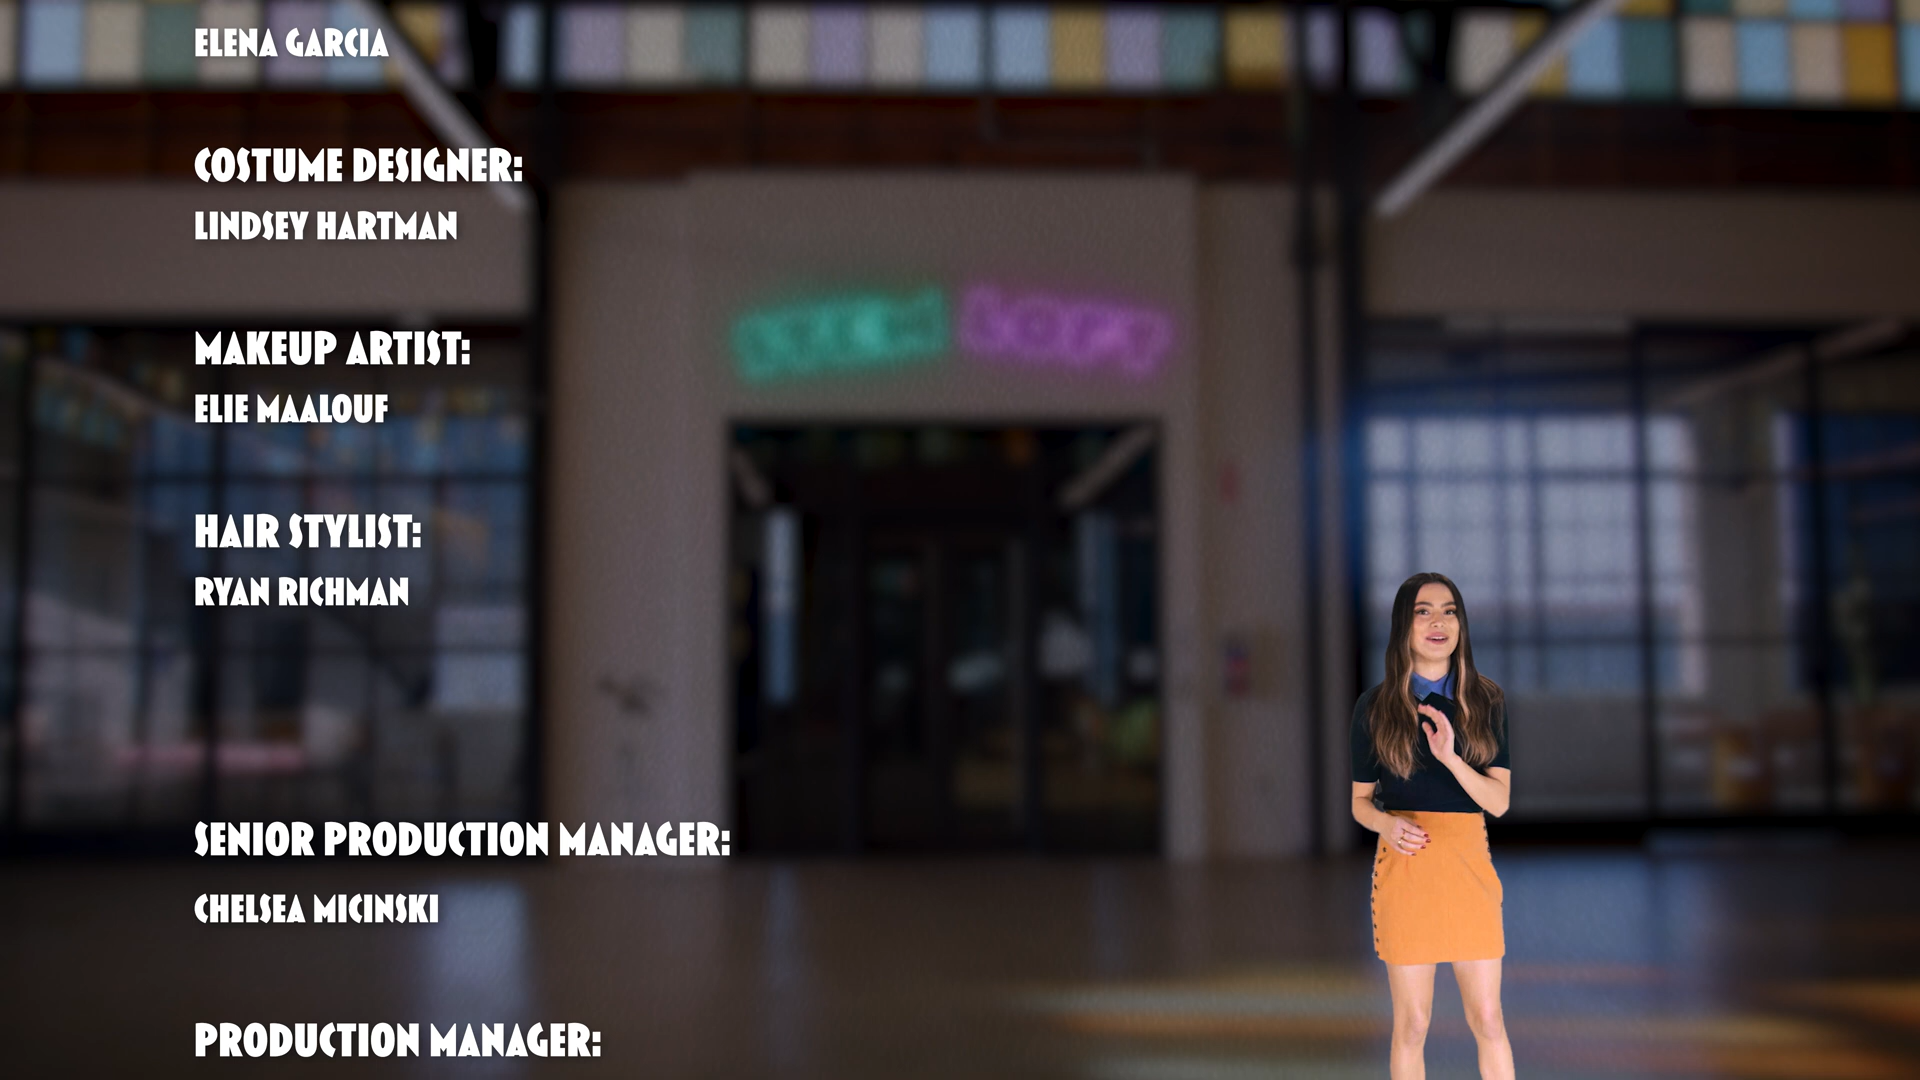 ELENA GARCIA
COSTUME DESIGNER:
LINDSEY HARTMAN
MAKEUP ARTIST:
ELIE MAALOUF
HAIR STYLIST:
RYAN RICHMAN
SENIOR PRODUCTION MANAGER:
CHELSEA MICINSKI
PRODUCTION MANAGER: